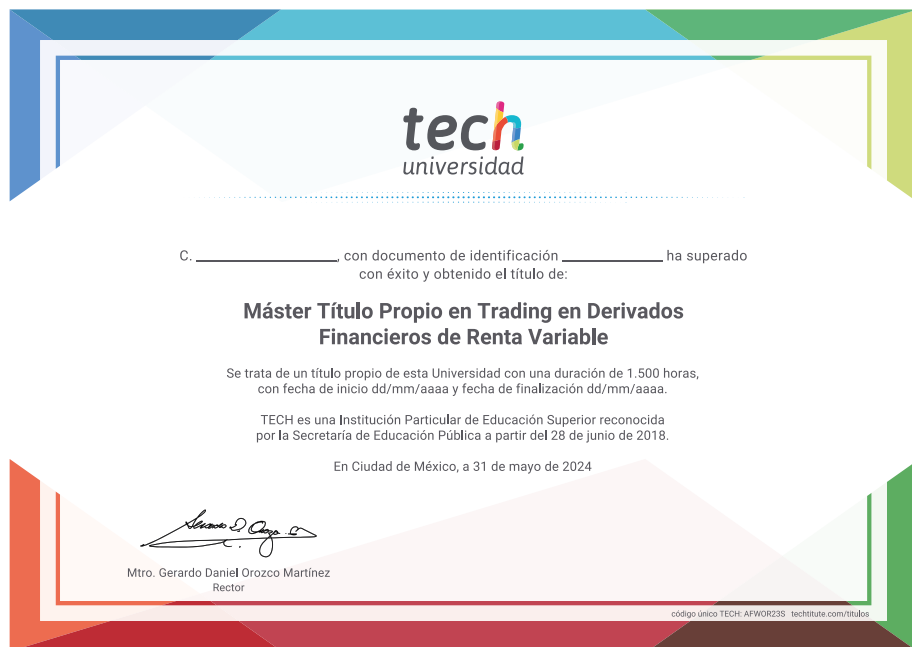 tech
universidad
C. ____________________, con documento de identificación ______________ ha superado
con éxito y obtenido el título de:
Máster Título Propio en Trading en Derivados
Financieros de Renta Variable
Se trata de un título propio de esta Universidad con una duración de 1.500 horas,
con fecha de inicio dd/mm/aaaa y fecha de finalización dd/mm/aaaa.
TECH es una Institución Particular de Educación Superior reconocida
por la Secretaría de Educación Pública a partir del 28 de junio de 2018.
En Ciudad de México, a 31 de mayo de 2024
Mtro. Gerardo Daniel Orozco Martínez
Rector
código único TECH: AFWOR23S techtitute.com/titulos